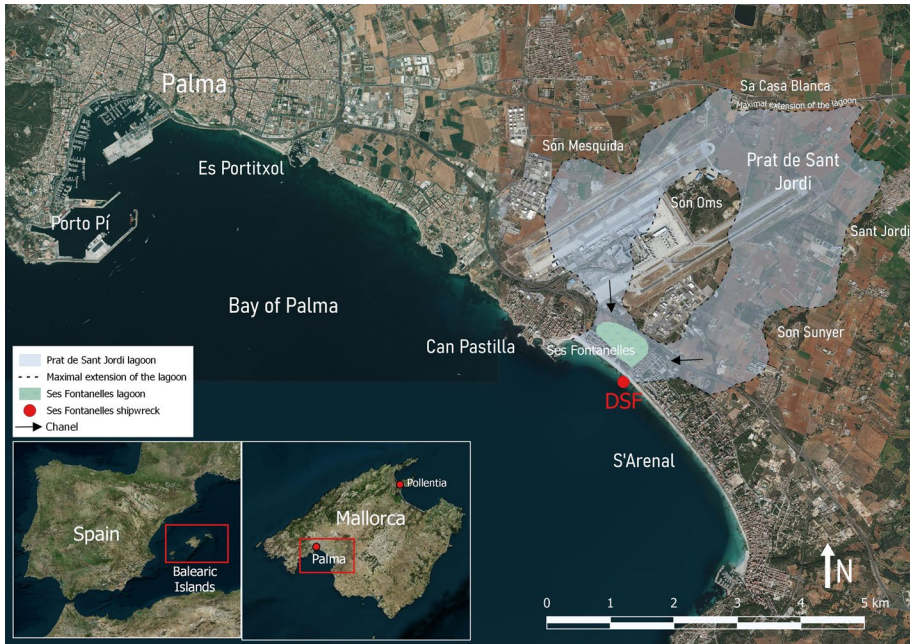 Palma
Sa Casa Blanca
Maximal extension of the lagoon
Són Mesquida
Es Portitxol
Prat de Sant
Jordi
Son Oms
Porto Pí
Sant Jordi
Bay of Palma
Son Sunyer
Can Pastilla
Ses Fontanelles
DSF
S'Arenal
Prat de Sant Jordi lagoon
Maximal extension of the lagoon
Ses Fontanelles lagoon
Ses Fontanelles shipwreck
Chanel
Spain
Balearic
Islands
Pollentia
Mallorca
Palma
N
0 1 2 3 4 5 km